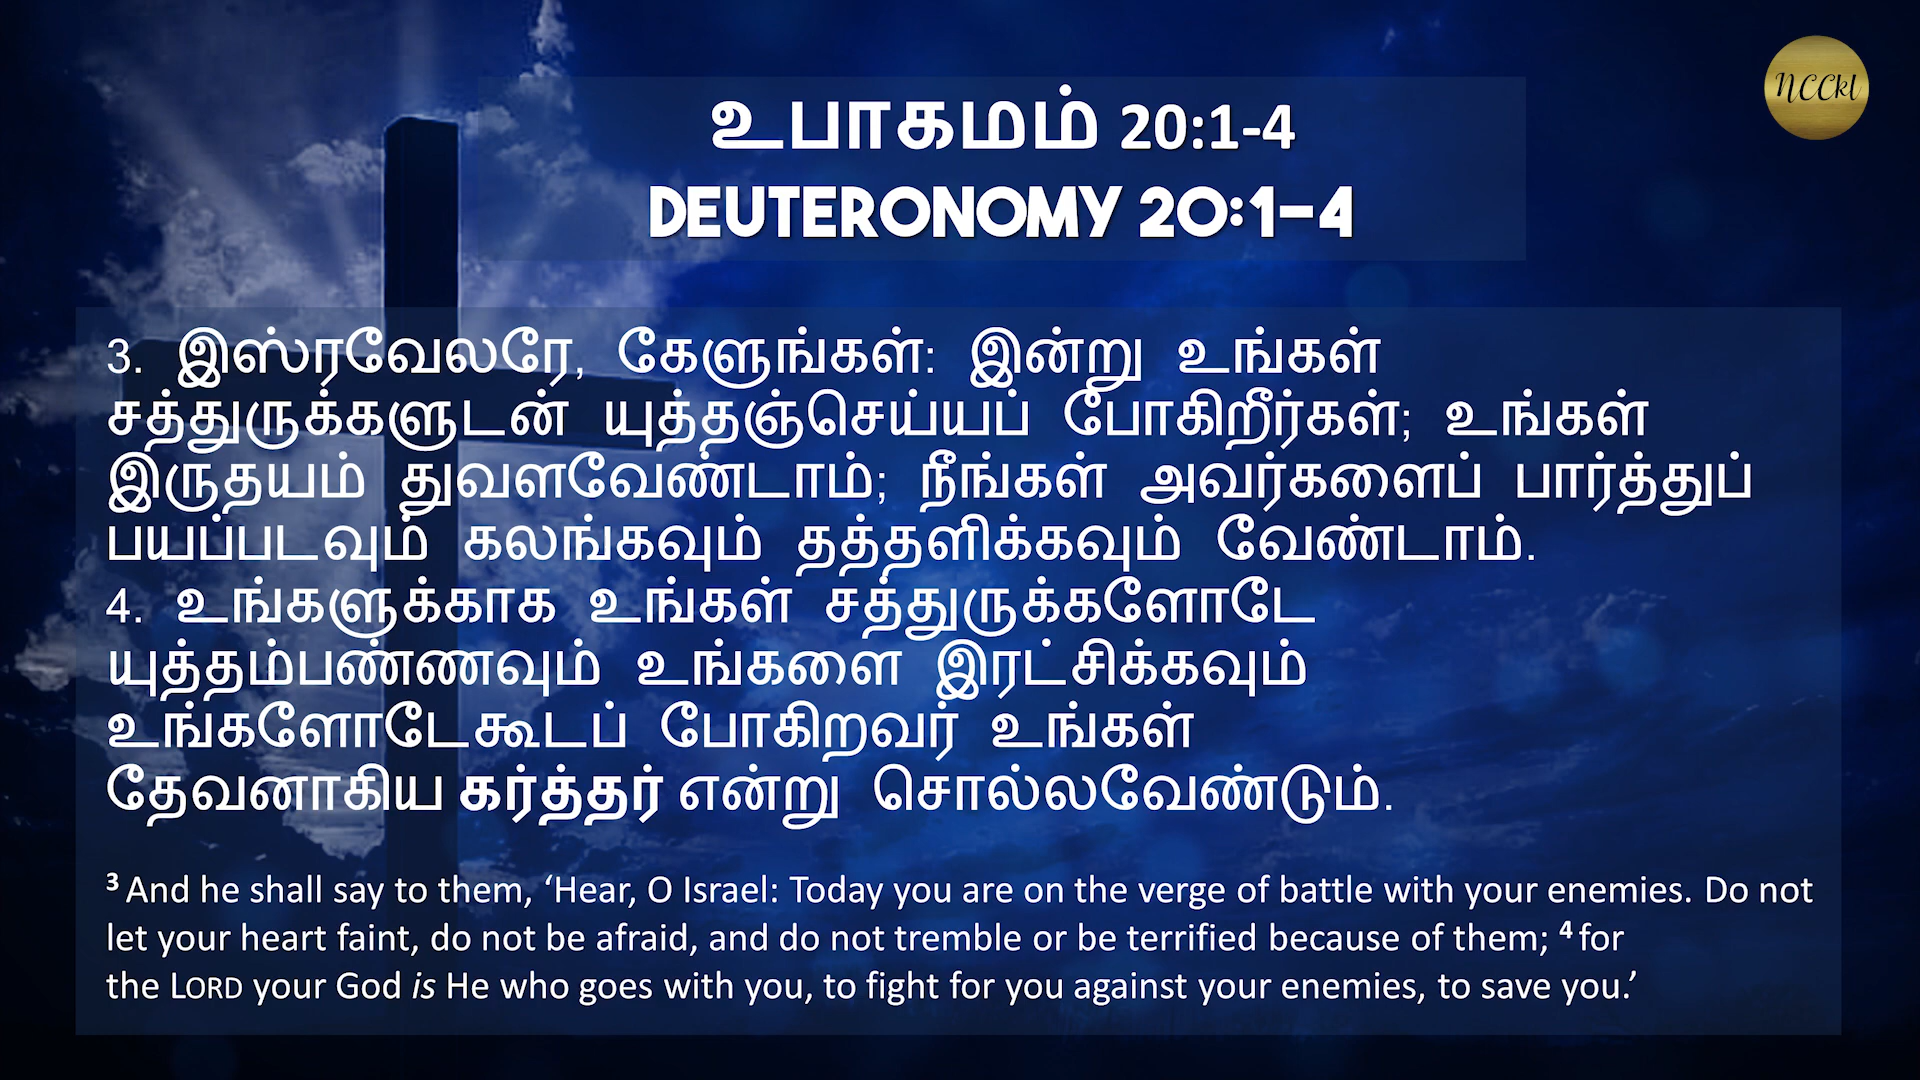 உபாகமம் 20:1-4
DEUTERONOMY 20:1-4
NCCkl
3. இஸ்ரவேலரே, கேளுங்கள்: இன்று உங்கள்
சத்துருக்களுடன் யுத்தஞ்செய்யப் போகிறீர்கள்; உங்கள்
இருதயம் துவளவேண்டாம்; நீங்கள் அவர்களைப் பார்த்துப்
பயப்படவும் கலங்கவும் தத்தளிக்கவும் வேண்டாம்.
4. உங்களுக்காக உங்கள் சத்துருக்களோடே
யுத்தம்பண்ணவும் உங்களை இரட்சிக்கவும்
உங்களோடேகூடப் போகிறவர் உங்கள்
தேவனாகிய கர்த்தர் என்று சொல்லவேண்டும்.
3 And he shall say to them, ‘Hear, O Israel: Today you are on the verge of battle with your enemies. Do not
let your heart faint, do not be afraid, and do not tremble or be terrified because of them; 4 for
the LORD your God is He who goes with you, to fight for you against your enemies, to save you.’